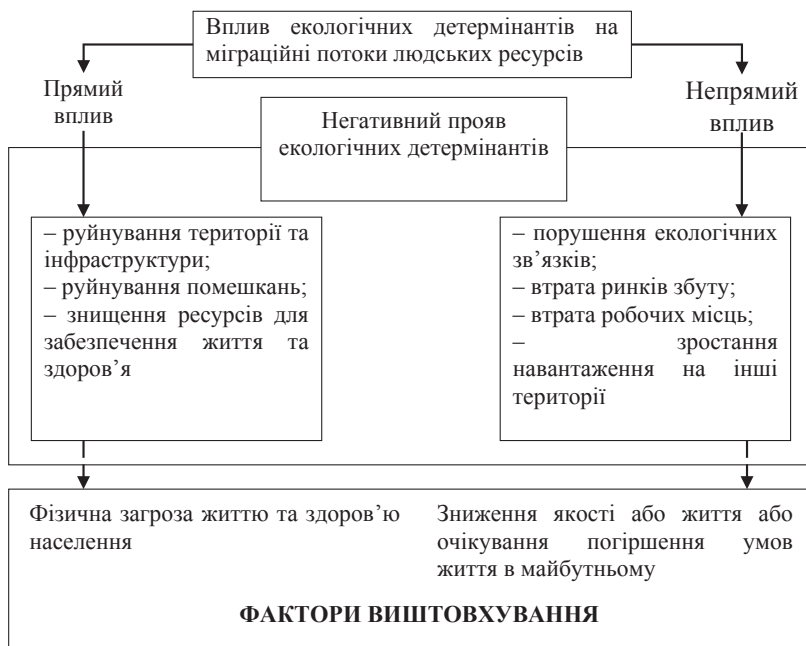 Вплив екологічних детермінантів на
міграційні потоки людських ресурсів
Прямий
вплив
Непрямий
вплив
Негативний прояв
екологічних детермінантів
– руйнування території та
інфраструктури;
– руйнування помешкань;
– знищення ресурсів для
забезпечення життя та
здоров’я
– порушення екологічних
зв’язків;
– втрата ринків збуту;
– втрата робочих місць;
– зростання
навантаження на інші
території
Фізична загроза життю та здоров’ю
населення
Зниження якості або життя або
очікування погіршення умов
життя в майбутньому
ФАКТОРИ ВИШТОВХУВАННЯ